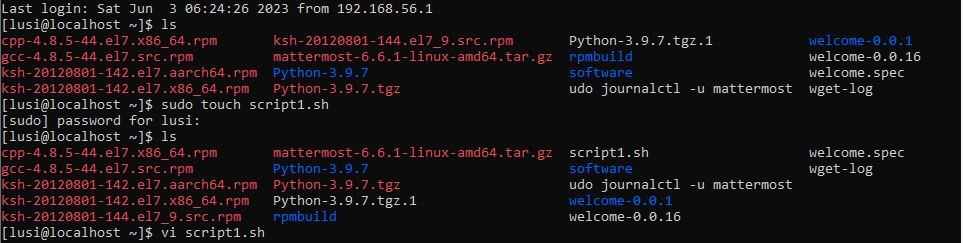 Last login: Sat Jun  3 06:24:26 2023 from 192.168.56.1
[lusi@localhost ~]$ ls
cpp-4.8.5-44.el7.x86_64.rpm       ksh-20120801-144.el7_9.src.rpm       Python-3.9.7.tgz.1            welcome-0.0.1
gcc-4.8.5-44.el7.src.rpm          mattermost-6.6.1-linux-amd64.tar.gz  rpmbuild                      welcome-0.0.16
ksh-20120801-142.el7.aarch64.rpm  Python-3.9.7                         software                      welcome.spec
ksh-20120801-142.el7.x86_64.rpm   Python-3.9.7.tgz                     udo journalctl -u mattermost  wget-log
[lusi@localhost ~]$ sudo touch script1.sh
[sudo] password for lusi:
[lusi@localhost ~]$ ls
cpp-4.8.5-44.el7.x86_64.rpm       mattermost-6.6.1-linux-amd64.tar.gz  script1.sh                    welcome.spec
gcc-4.8.5-44.el7.src.rpm          Python-3.9.7                         software                      wget-log
ksh-20120801-142.el7.aarch64.rpm  Python-3.9.7.tgz                     udo journalctl -u mattermost
ksh-20120801-142.el7.x86_64.rpm   Python-3.9.7.tgz.1                   welcome-0.0.1
ksh-20120801-144.el7_9.src.rpm    rpmbuild                             welcome-0.0.16
[lusi@localhost ~]$ vi script1.sh